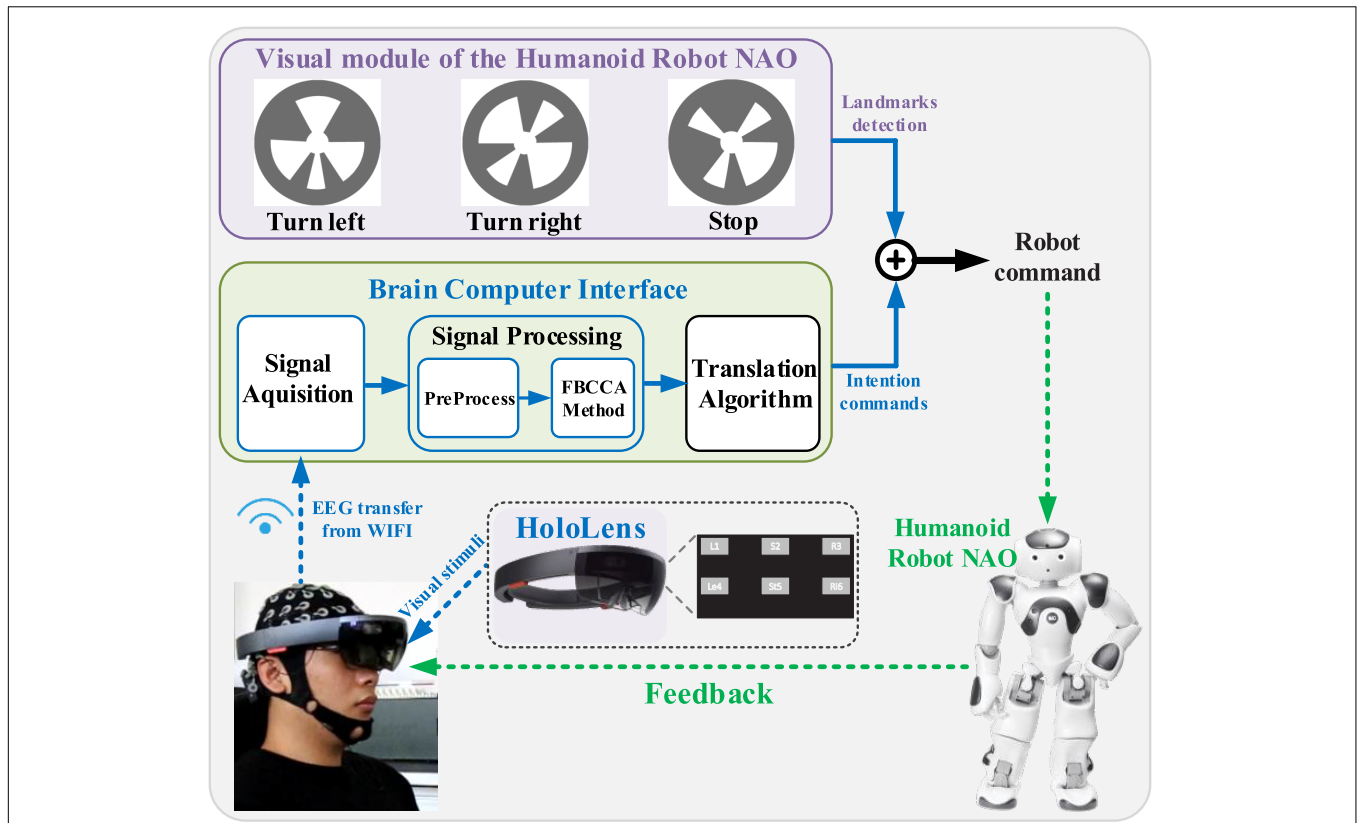 Visual module of the Humanoid Robot NAO
Turn left
Turn right
Stop
Landmarks
detection
Robot
command
Brain Computer Interface
Signal
Aquisition
Signal Processing
PreProcess
FBCCA
Method
Translation
Algorithm
Intention
commands
EEG transfer
from WIFI
Visual stimuli
HoloLens
L1
S2
R3
Le4
St5
Ri6
Humanoid
Robot NAO
Feedback